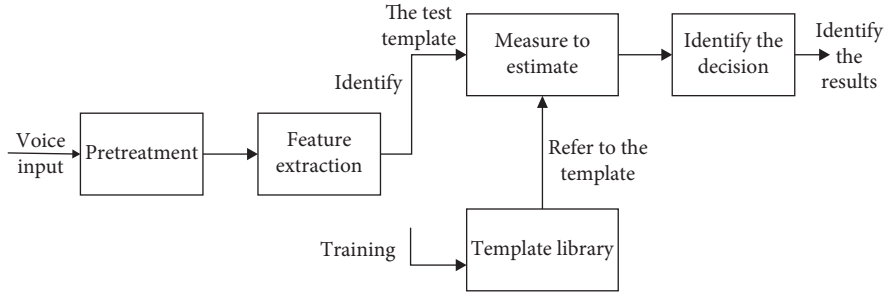 Voice
input
Pretreatment
Feature
extraction
Identify
The test
template
Measure to
estimate
Identify the
decision
Identify
the
results
Refer to the
template
Training
Template library